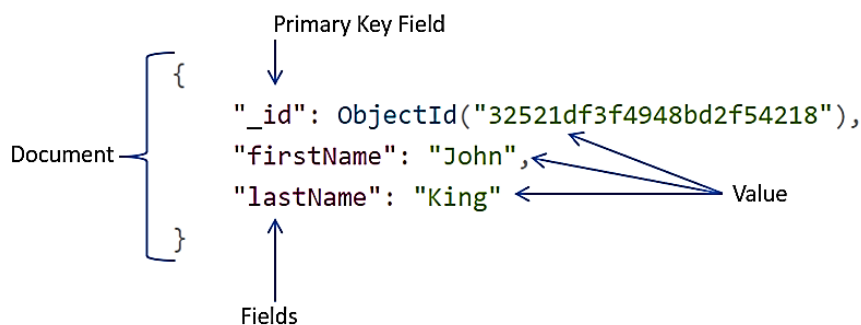 Primary Key Field
{
"_id": ObjectId("32521df3f4948bd2f54218"),
Document
"firstName": "John",
"lastName": "King"
Value
}
Fields